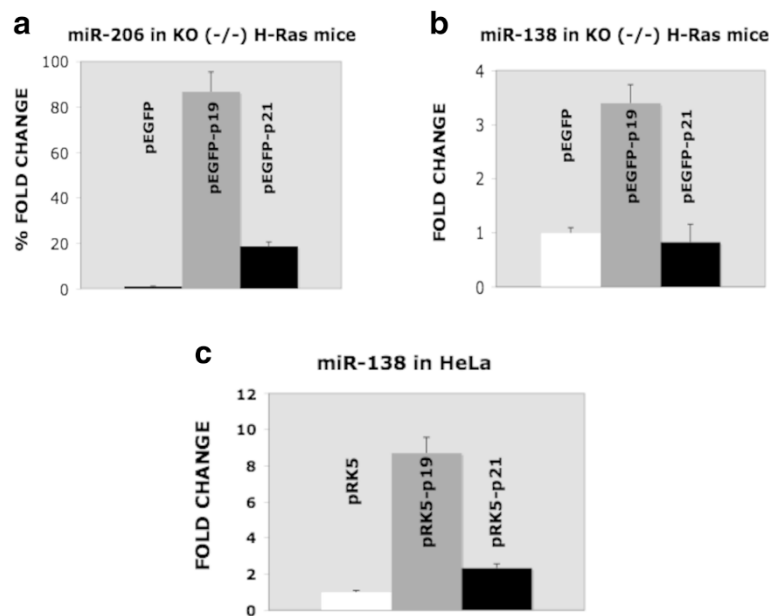 a
miR-206 in KO (-/-) H-Ras mice
% FOLD CHANGE
100
80
60
40
20
0
pEGFP
pEGFP-p19
pEGFP-p21
b
miR-138 in KO (-/-) H-Ras mice
FOLD CHANGE
4
3
2
1
0
pEGFP
pEGFP-p19
pEGFP-p21
c
miR-138 in HeLa
FOLD CHANGE
12
10
8
6
4
2
0
pRK5
pRK5-p19
pRK5-p21